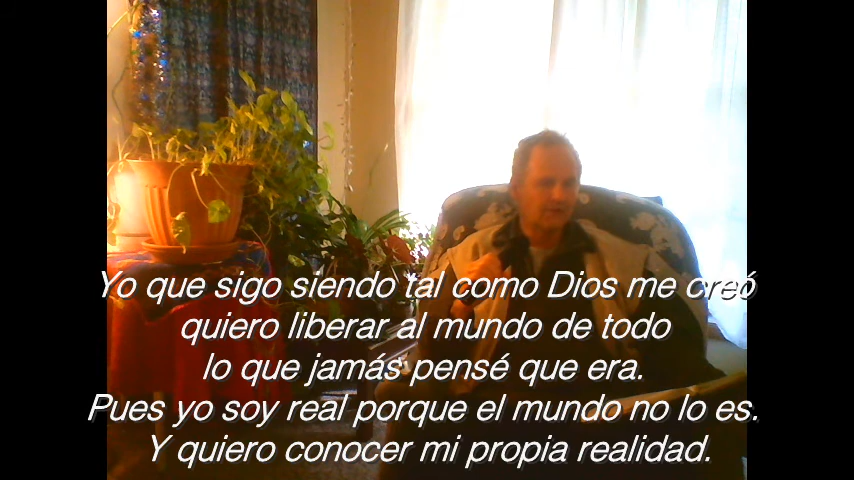 Yo que sigo siendo tal como Dios me creó
quiero liberar al mundo de todo
lo que jamás pensé que era.
Pues yo soy real porque el mundo no lo es.
Y quiero conocer mi propia realidad.